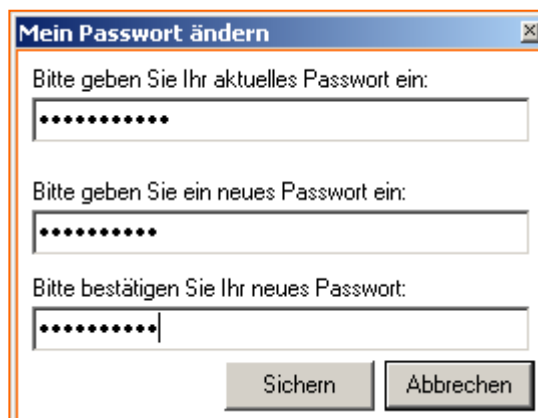 Mein Passwort ändern
Bitte geben Sie Ihr aktuelles Passwort ein:
•••••••••••
Bitte geben Sie ein neues Passwort ein:
••••••••••
Bitte bestätigen Sie Ihr neues Passwort:
••••••••••
Sichern Abbrechen